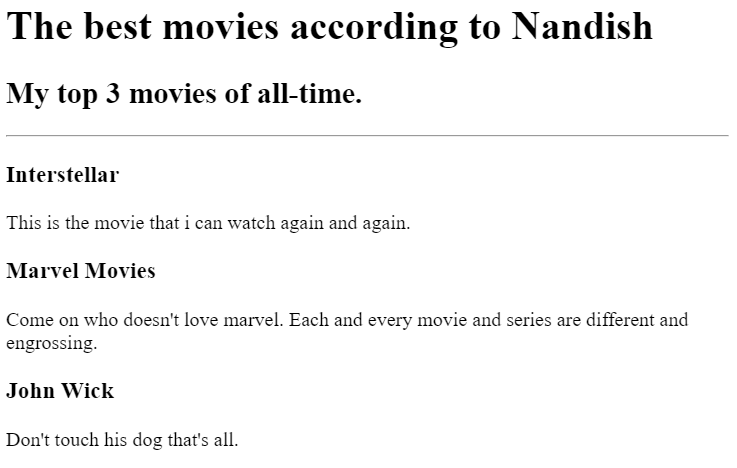 The best movies according to Nandish
My top 3 movies of all-time.
Interstellar
This is the movie that i can watch again and again.
Marvel Movies
Come on who doesn't love marvel. Each and every movie and series are different and
engrossing.
John Wick
Don't touch his dog that's all.